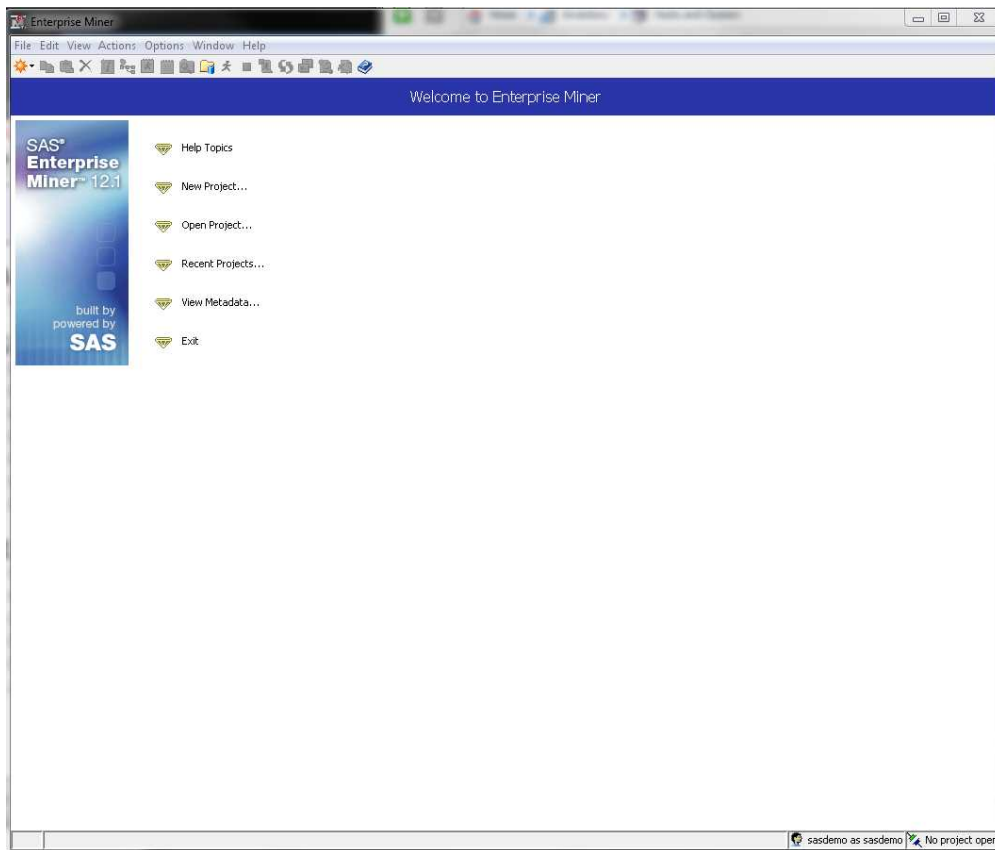 Enterprise Miner
File Edit View Actions Options Window Help
Welcome to Enterprise Miner
SAS®
Enterprise
Miner™ 12.1
built by
powered by
SAS
Help Topics
New Project...
Open Project...
Recent Projects...
View Metadata...
Exit
sasdemo as sasdemo
No project open